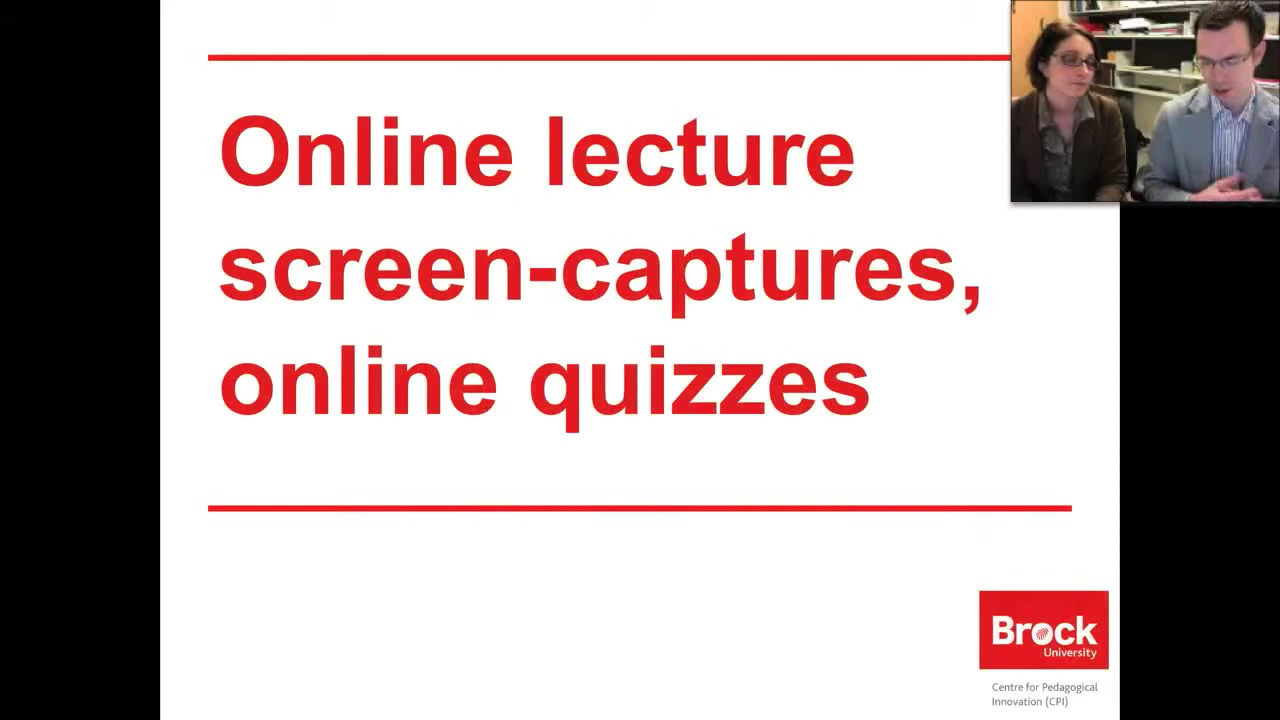 Online lecture
screen-captures,
online quizzes
Brock
University
Centre for Pedagogical
Innovation (CPI)